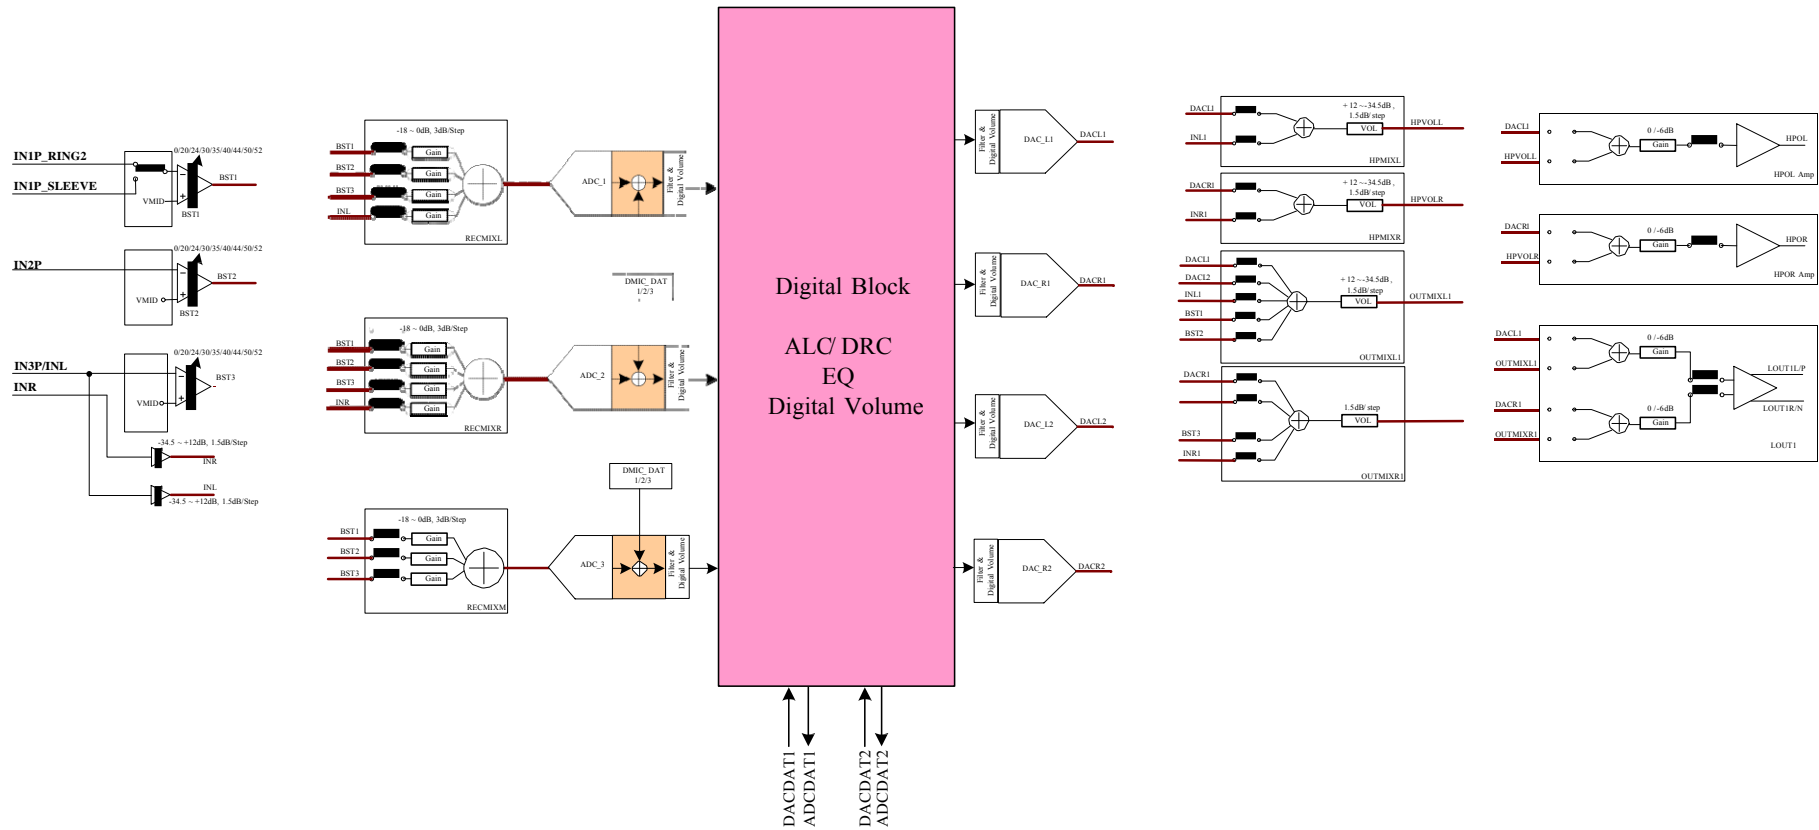 IN1P_RING2
IN1P_SLEEVE
0/20/24/30/35/40/44/50/52
BST1
VMID
BST1
IN2P
0/20/24/30/35/40/44/50/52
BST2
VMID
BST2
IN3P/INL
INR
0/20/24/30/35/40/44/50/52
BST3
VMID
-34.5 ~ +12dB, 1.5dB/Step
INR
INL
-34.5 ~ +12dB, 1.5dB/Step
-18 ~ 0dB, 3dB/Step
BST1
Gain
BST2
Gain
BST3
Gain
INL
Gain
RECMIXL
ADC_1
Filter &
Digital Volume
DMIC_DAT
1/2/3
-18 ~ 0dB, 3dB/Step
BST1
Gain
BST2
Gain
BST3
Gain
INR
Gain
RECMIXR
ADC_2
Filter &
Digital Volume
DMIC_DAT
1/2/3
-18 ~ 0dB, 3dB/Step
BST1
Gain
BST2
Gain
BST3
Gain
RECMIXM
ADC_3
Filter &
Digital Volume
Digital Block
ALC/ DRC
EQ
Digital Volume
DACDAT1
ADCDAT1
DACDAT2
ADCDAT2
Filter &
Digital Volume
DAC_L1
DACL1
Filter &
Digital Volume
DAC_R1
DACR1
Filter &
Digital Volume
DAC_L2
DACL2
Filter &
Digital Volume
DAC_R2
DACR2
DACL1
INL1
+ 12 ~-34.5dB ,
1.5dB/step
VOL
HPVOLL
HPMIXL
DACR1
INR1
+ 12 ~-34.5dB ,
1.5dB/step
VOL
HPVOLR
HPMIXR
DACL1
DACL2
INL1
BST1
BST2
+ 12 ~-34.5dB ,
1.5dB/step
VOL
OUTMIXL1
OUTMIXL1
DACR1
BST3
INR1
1.5dB/step
VOL
OUTMIXR1
DACL1
HPVOLL
0 /-6dB
Gain
HPOL
HPOL Amp
DACR1
HPVOLR
0 /-6dB
Gain
HPOR
HPOR Amp
DACL1
OUTMIXL1
0 /-6dB
Gain
DACR1
OUTMIXR1
0 /-6dB
Gain
LOUT1L/P
LOUT1R/N
LOUT1